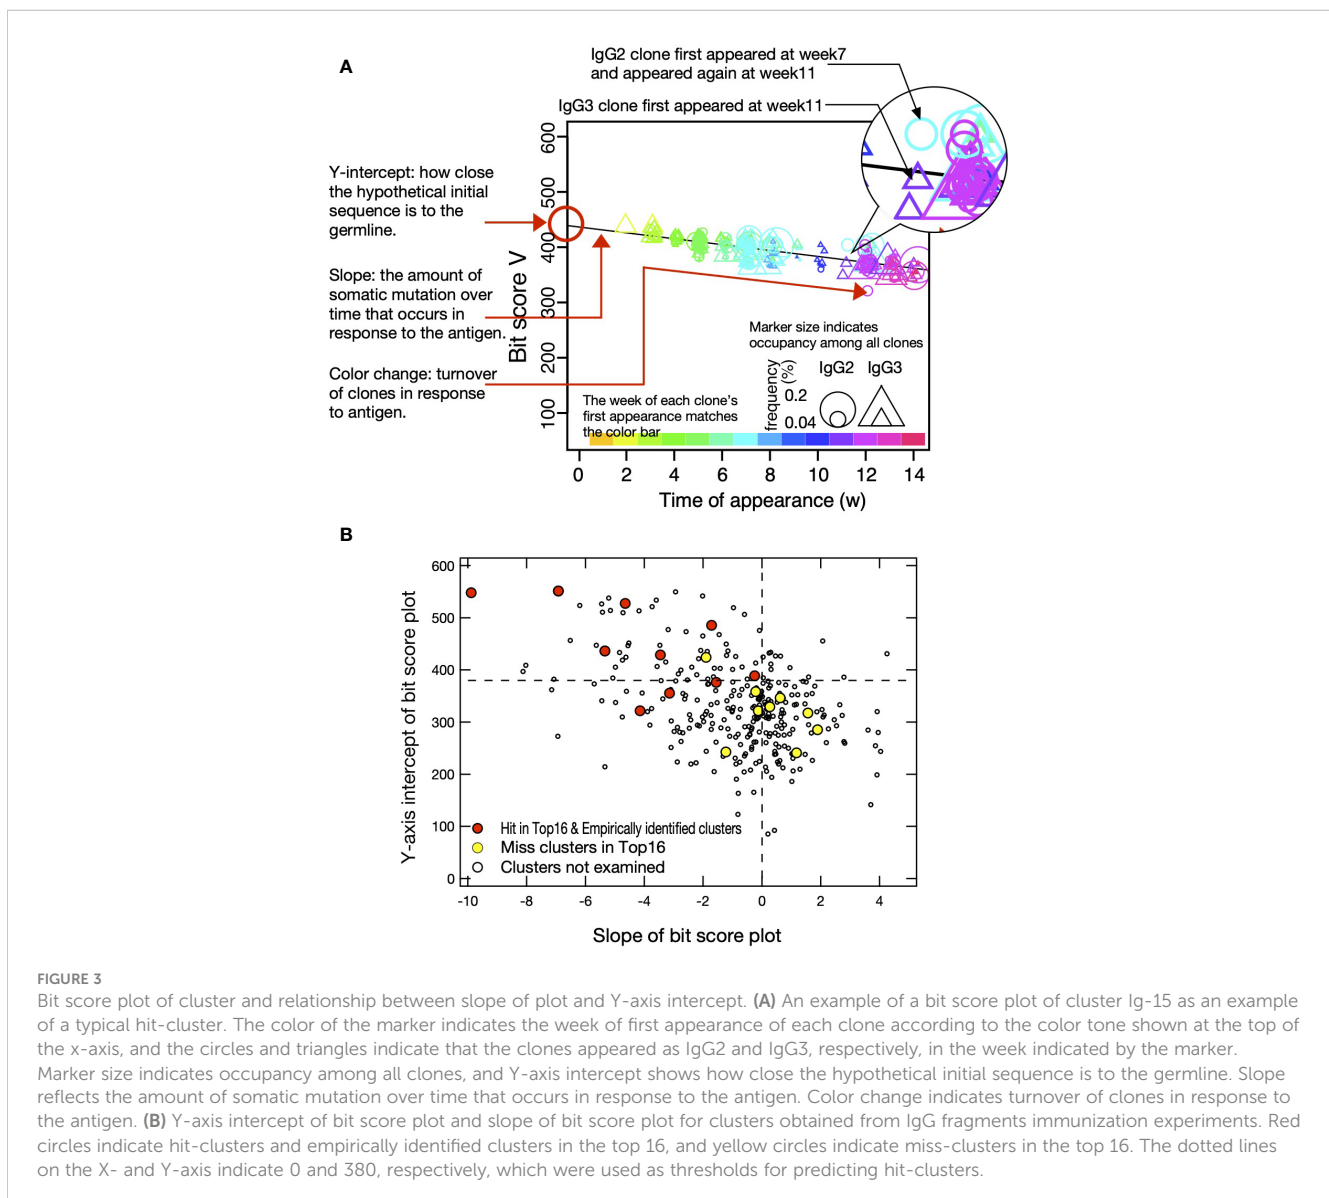 A
IgG2 clone first appeared at week7
and appeared again at week11
IgG3 clone first appeared at week11
Y-intercept: how close
the hypothetical initial
sequence is to the
germline.
Slope: the amount of
somatic mutation over
time that occurs in
response to the antigen.
Color change: turnover
of clones in response
to antigen.
Bit score V
600
500
400
300
200
100
Marker size indicates
occupancy among all clones
IgG2 IgG3
frequency
(%)
0.2
0.04
The week of each clone's
first appearance matches
the color bar
0 2 4 6 8 10 12 14
Time of appearance (w)
B
Y-axis intercept of bit score plot
600
500
400
300
200
100
0
Hit in Top16 & Empirically identified clusters
Miss clusters in Top16
Clusters not examined
-10 -8 -6 -4 -2 0 2 4
Slope of bit score plot
FIGURE 3
Bit score plot of cluster and relationship between slope of plot and Y-axis intercept. (A) An example of a bit score plot of cluster Ig-15 as an example
of a typical hit-cluster. The color of the marker indicates the week of first appearance of each clone according to the color tone shown at the top of
the x-axis, and the circles and triangles indicate that the clones appeared as IgG2 and IgG3, respectively, in the week indicated by the marker.
Marker size indicates occupancy among all clones, and Y-axis intercept shows how close the hypothetical initial sequence is to the germline. Slope
reflects the amount of somatic mutation over time that occurs in response to the antigen. Color change indicates turnover of clones in response to
the antigen. (B) Y-axis intercept of bit score plot and slope of bit score plot for clusters obtained from IgG fragments immunization experiments. Red
circles indicate hit-clusters and empirically identified clusters in the top 16, and yellow circles indicate miss-clusters in the top 16. The dotted lines
on the X- and Y-axis indicate 0 and 380, respectively, which were used as thresholds for predicting hit-clusters.